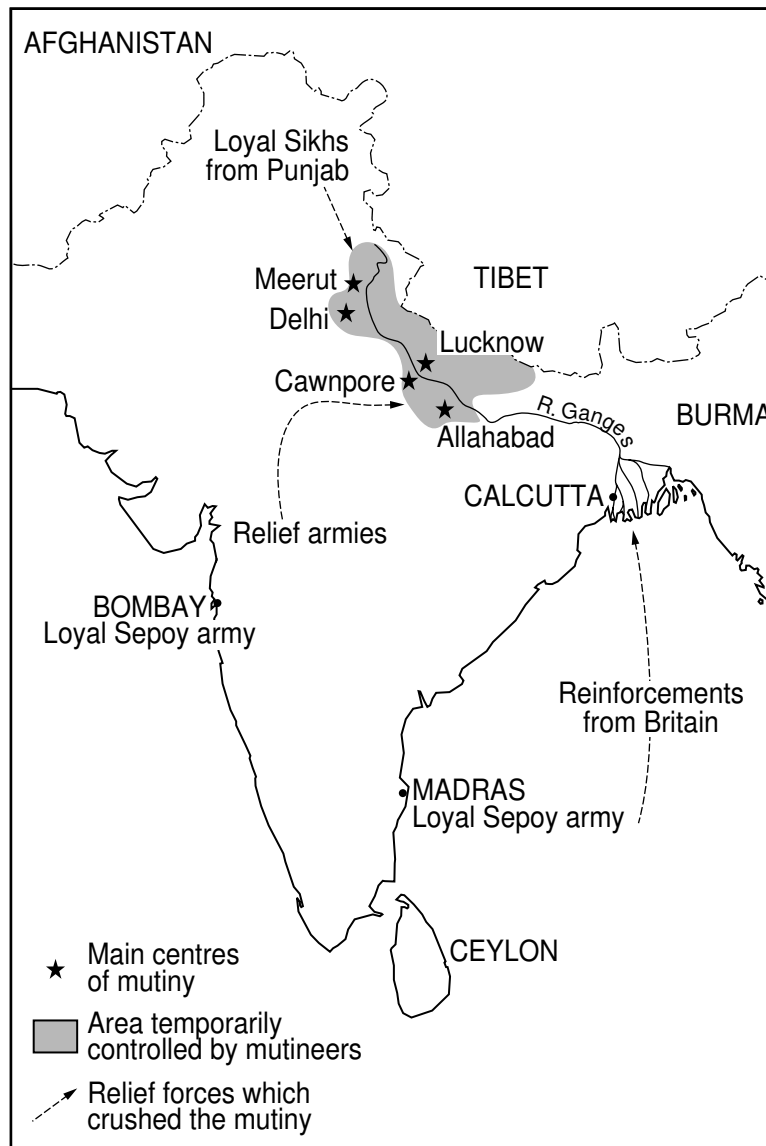 AFGHANISTAN
Loyal Sikhs
from Punjab
Meerut
TIBET
Delhi
Lucknow
Cawnpore
R. Ganges
BURMA
Allahabad
CALCUTTA
Relief armies
BOMBAY
Loyal Sepoy army
Reinforcements
from Britain
MADRAS
Loyal Sepoy army
CEYLON
Main centres
of mutiny
Area temporarily
controlled by mutineers
Relief forces which
crushed the mutiny